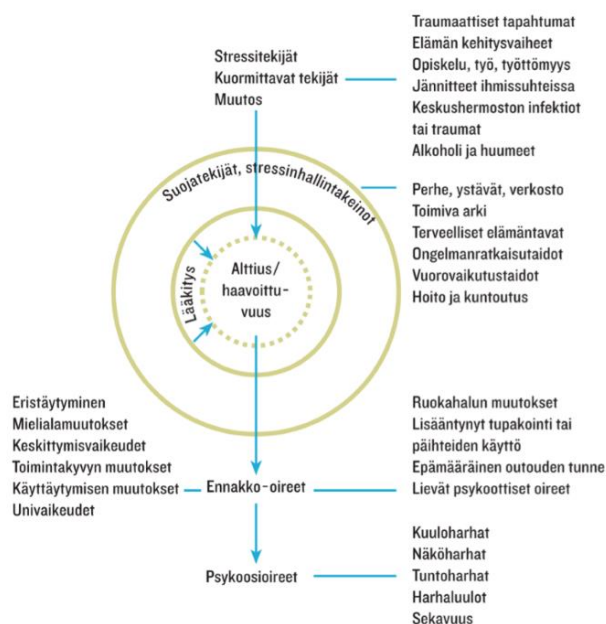 Stressitekijät
Kuormittavat tekijät
Muutos
Traumaattiset tapahtumat
Elämän kehitysvaiheet
Opiskelu, työ, työttömyys
Jännitteet ihmissuhteissa
Keskushermoston infektiot
tai traumat
Alkoholi ja huumeet
Suojatekijät, stressinhallintakeinot
Perhe, ystävät, verkosto
Toimiva arki
Terveelliset elämäntavat
Ongelmanratkaisutaidot
Vuorovaikutustaidot
Hoito ja kuntoutus
Lääkitys
Alttius/
haavoittu-
vuus
Eristäytyminen
Mielialamuutokset
Keskittymisvaikeudet
Toimintakyvyn muutokset
Käyttäytymisen muutokset
Univaikeudet
Ennakko-oireet
Ruokahalun muutokset
Lisääntynyt tupakointi tai
päihteiden käyttö
Epämääräinen outouden tunne
Lievät psykoottiset oireet
Psykoosioireet
Kuuloharhat
Näköharhat
Tuntoharhat
Harhaluulot
Sekavuus